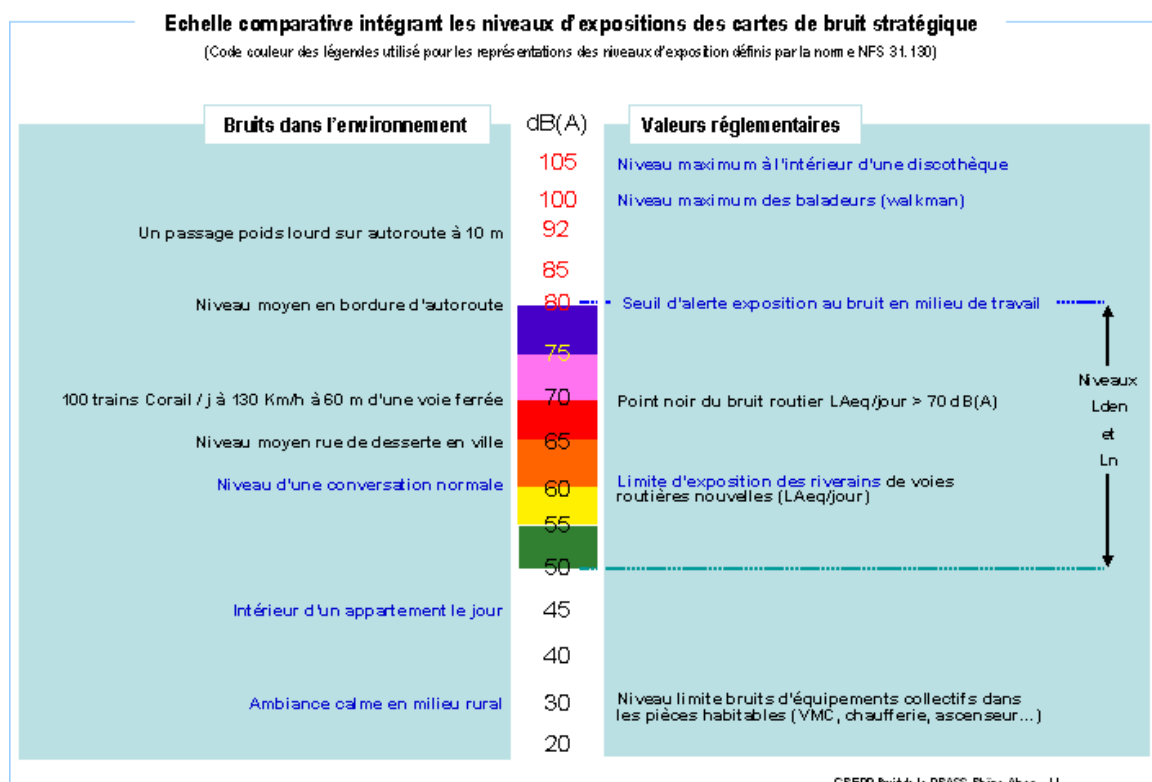 Echelle comparative intégrant les niveaux d'expositions des cartes de bruit stratégique
(Code couleur des légendes utilisé pour les représentations des niveaux d'exposition définis par la norme NFS 31.130)
Bruits dans l'environnement
dB(A)
Valeurs réglementaires
105
Niveau maximum à l'intérieur d'une discothèque
100
Niveau maximum des baladeurs (walkman)
Un passage poids lourd sur autoroute à 10 m
92
85
Niveau moyen en bordure d'autoroute
80
Seuil d'alerte exposition au bruit en milieu de travail
75
Niveaux
Lden
et
Ln
100 trains Corail / j à 130 Km/h à 60 m d'une voie ferrée
70
Point noir du bruit routier LAeq/jour > 70 dB(A)
Niveau moyen rue de desserte en ville
65
Niveau d'une conversation normale
60
Limite d'exposition des riverains de voies
routières nouvelles (LAeq/jour)
55
50
Intérieur d'un appartement le jour
45
40
Ambiance calme en milieu rural
30
Niveau limite bruits d'équipements collectifs dans
les pièces habitables (VMC, chaufferie, ascenseur...)
20